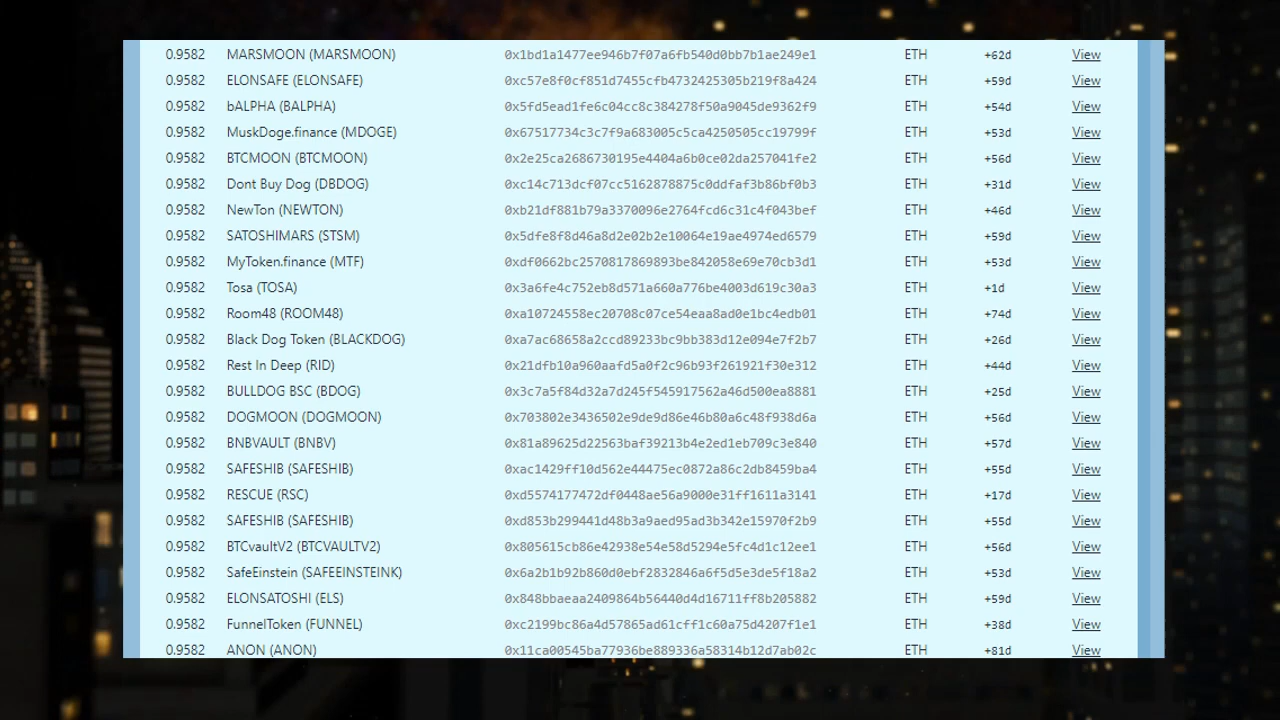 0.9582 MARSMOON (MARSMOON) 0x1bd1a1477ee946b7f07a6fb540d0bb7b1ae249e1 ETH +62d View
0.9582 ELONSAFE (ELONSAFE) 0xc57e8f0cf851d7455cfb4732425305b219f8a424 ETH +59d View
0.9582 bALPHA (BALPHA) 0x5fd5ead1fe6c04cc8c384278f50a9045de9362f9 ETH +54d View
0.9582 MuskDoge.finance (MDOGE) 0x67517734c3c7f9a683005c5ca4250505cc19799f ETH +53d View
0.9582 BTCMOON (BTCMOON) 0x2e25ca2686730195e4404a6b0ce02da257041fe2 ETH +56d View
0.9582 Dont Buy Dog (DBDOG) 0xc14c713dcf07cc5162878875c0ddfaf3b86bf0b3 ETH +31d View
0.9582 NewTon (NEWTON) 0xb21df881b79a3370096e2764fcd6c31c4f043bef ETH +46d View
0.9582 SATOSHIMARS (STSM) 0x5dfe8f8d46a8d2e02b2e10064e19ae4974ed6579 ETH +59d View
0.9582 MyToken.finance (MTF) 0xdf0662bc2570817869893be842058e69e70cb3d1 ETH +53d View
0.9582 Tosa (TOSA) 0x3a6fe4c752eb8d571a660a776be4003d619c30a3 ETH +1d View
0.9582 Room48 (ROOM48) 0xa10724558ec20708c07ce54eaa8ad0e1bc4edb01 ETH +74d View
0.9582 Black Dog Token (BLACKDOG) 0xa7ac68658a2ccd89233bc9bb383d12e094e7f2b7 ETH +26d View
0.9582 Rest In Deep (RID) 0x21dfb10a960aafd5a0f2c96b93f261921f30e312 ETH +44d View
0.9582 BULLDOG BSC (BDOG) 0x3c7a5f84d32a7d245f545917562a46d500ea8881 ETH +25d View
0.9582 DOGMOON (DOGMOON) 0x703802e3436502e9de9d86e46b80a6c48f938d6a ETH +56d View
0.9582 BNBVAULT (BNBV) 0x81a89625d22563baf39213b4e2ed1eb709c3e840 ETH +57d View
0.9582 SAFESHIB (SAFESHIB) 0xac1429ff10d562e44475ec0872a86c2db8459ba4 ETH +55d View
0.9582 RESCUE (RSC) 0xd5574177472df0448ae56a9000e31ff1611a3141 ETH +17d View
0.9582 SAFESHIB (SAFESHIB) 0xd853b299441d48b3a9aed95ad3b342e15970f2b9 ETH +55d View
0.9582 BTCvaultV2 (BTCVAULTV2) 0x805615cb86e42938e54e58d5294e5fc4d1c12ee1 ETH +56d View
0.9582 SafeEinstein (SAFEEINSTEINK) 0x6a2b1b92b860d0ebf2832846a6f5d5e3de5f18a2 ETH +53d View
0.9582 ELONSATOSHI (ELS) 0x848bbaeaa2409864b56440d4d16711ff8b205882 ETH +59d View
0.9582 FunnelToken (FUNNEL) 0xc2199bc86a4d57865ad61cff1c60a75d4207f1e1 ETH +38d View
0.9582 ANON (ANON) 0x11ca00545ba77936be889336a58314b12d7ab02c ETH +81d View